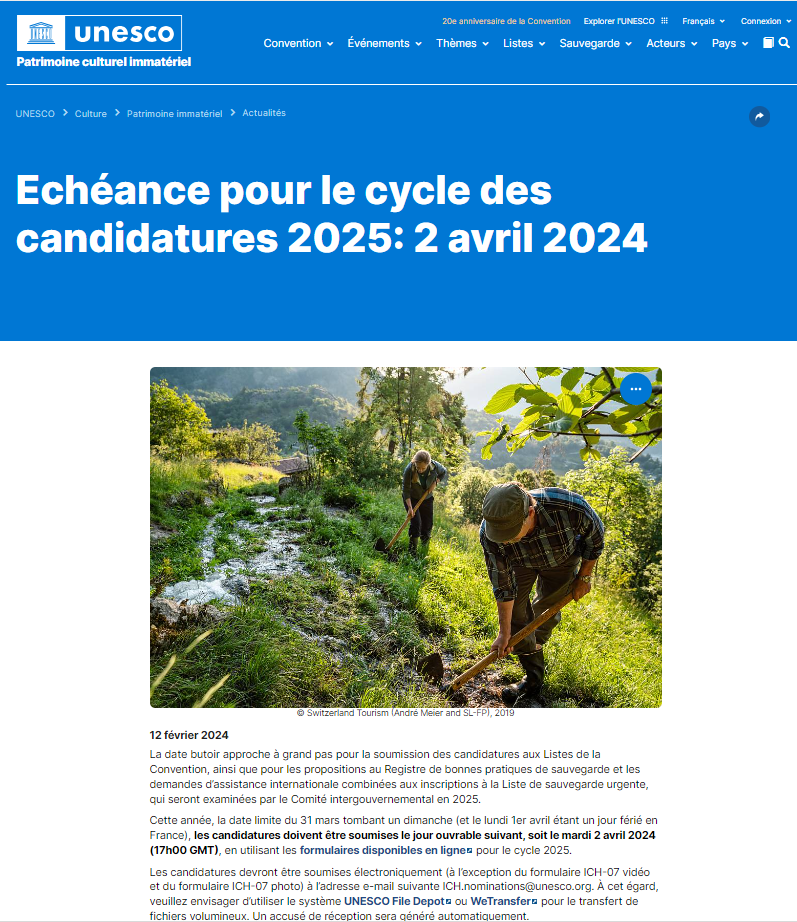 20e anniversaire de la Convention Explorer l'UNESCO Français Connexion
unesco
Patrimoine culturel immatériel
Convention Événements Thèmes Listes Sauvegarde Acteurs Pays
UNESCO Culture Patrimoine immatériel Actualités
Echéance pour le cycle des
candidatures 2025: 2 avril 2024
© Switzerland Tourism (André Meier and SL-FP), 2019
12 février 2024
La date butoir approche à grand pas pour la soumission des candidatures aux Listes de la
Convention, ainsi que pour les propositions au Registre de bonnes pratiques de sauvegarde et les
demandes d'assistance internationale combinées aux inscriptions à la Liste de sauvegarde urgente,
qui seront examinées par le Comité intergouvernemental en 2025.
Cette année, la date limite du 31 mars tombant un dimanche (et le lundi 1er avril étant un jour férié en
France), les candidatures doivent être soumises le jour ouvrable suivant, soit le mardi 2 avril 2024
(17h00 GMT), en utilisant les formulaires disponibles en ligne pour le cycle 2025.
Les candidatures devront être soumises électroniquement (à l'exception du formulaire ICH-07 vidéo
et du formulaire ICH-07 photo) à l'adresse e-mail suivante ICH.nominations@unesco.org. À cet égard,
veuillez envisager d'utiliser le système UNESCO File Depot ou WeTransfer pour le transfert de
fichiers volumineux. Un accusé de réception sera généré automatiquement.